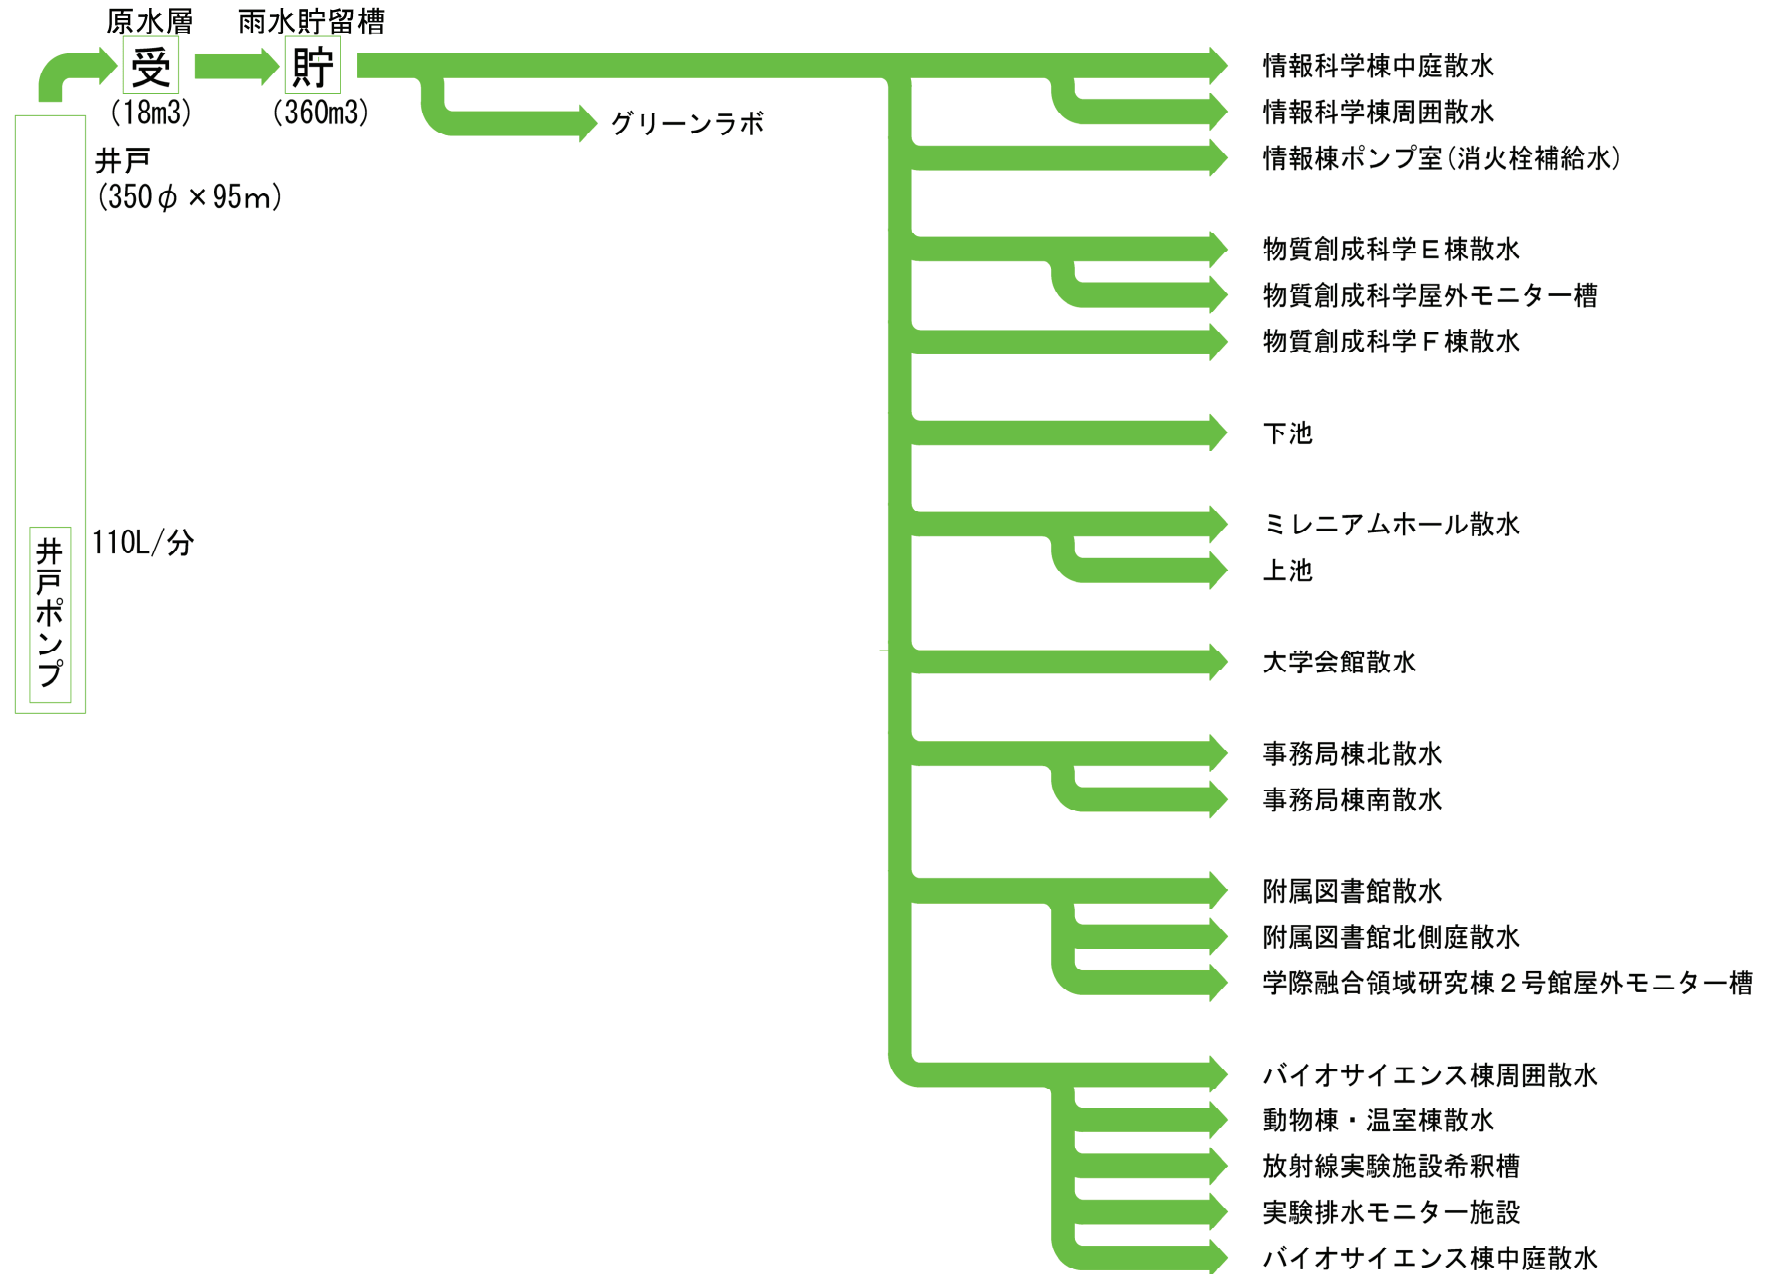 原水層
雨水貯留槽
受
貯
(18m3)
(360m3)
グリーンラボ
井戸
(350φ×95m)
110L/分
井戸ポンプ
情報科学棟中庭散水
情報科学棟周囲散水
情報棟ポンプ室(消火栓補給水)
物質創成科学E棟散水
物質創成科学屋外モニター槽
物質創成科学F棟散水
下池
ミレニアムホール散水
上池
大学会館散水
事務局棟北散水
事務局棟南散水
附属図書館散水
附属図書館北側庭散水
学際融合領域研究棟2号館屋外モニター槽
バイオサイエンス棟周囲散水
動物棟・温室棟散水
放射線実験施設希釈槽
実験排水モニター施設
バイオサイエンス棟中庭散水